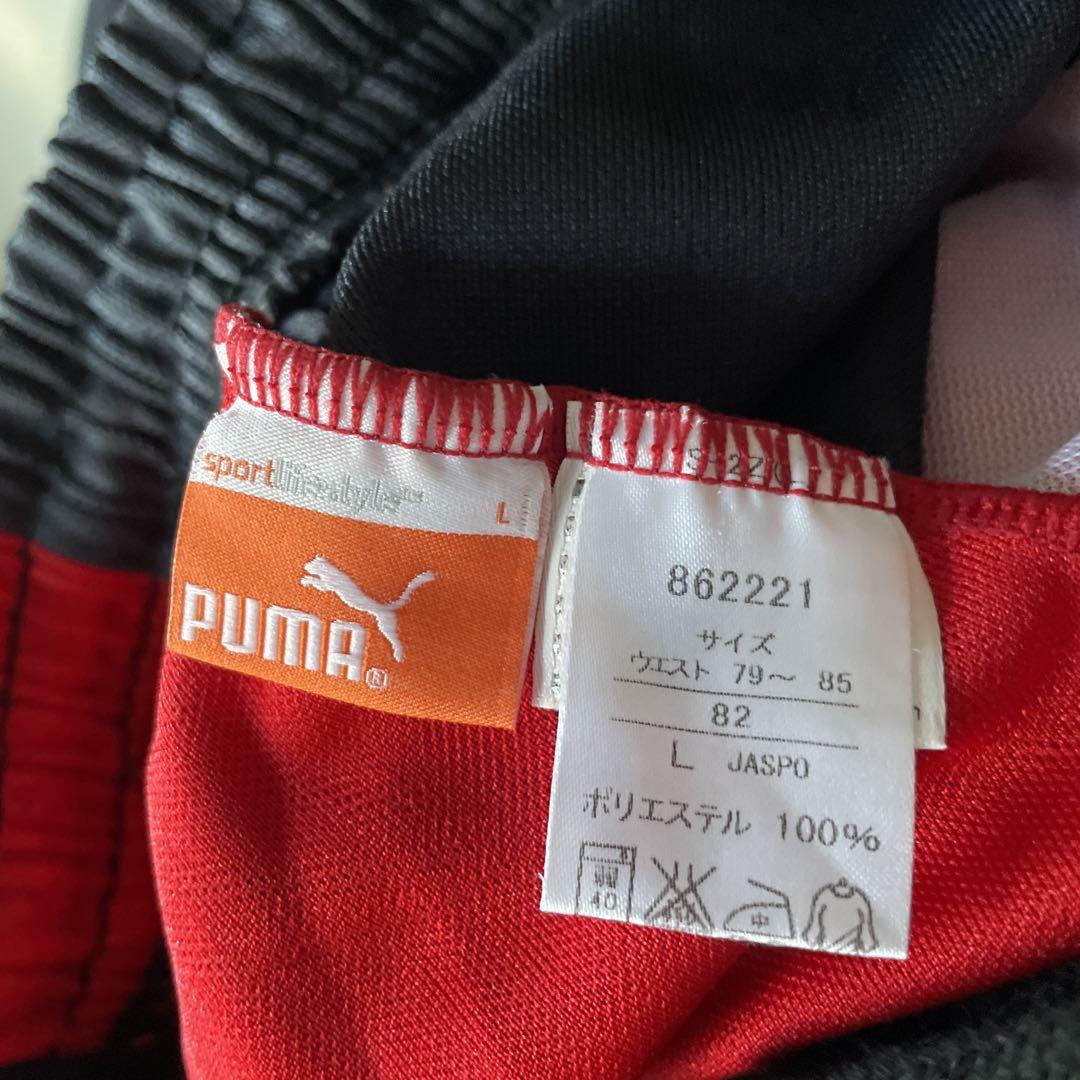 sportlifestyle
L
PUMA®
862221
サイズ
ウエスト 79〜 85
82
L JASPO
ポリエステル 100%
40
中